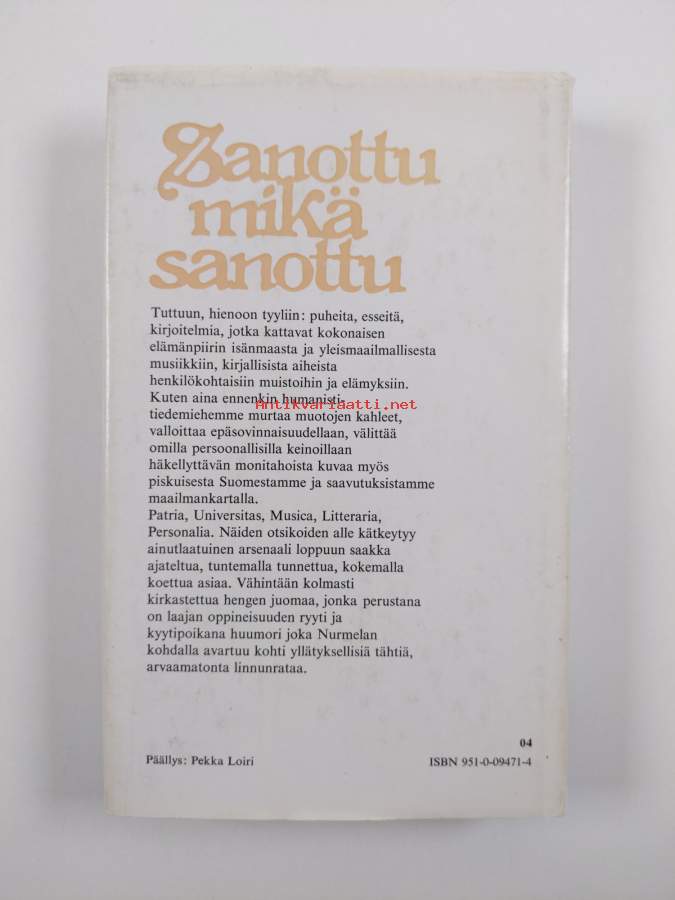 Sanottu
mikä
sanottu
Tuttuun, hienoon tyyliin: puheita, esseitä,
kirjoitelmia, jotka kattavat kokonaisen
elämänpiirin isänmaasta ja yleismaailmallisesta
musiikkiin, kirjallisista aiheista
henkilökohtaisiin muistoihin ja elämyksiin.
Kuten aina ennenkin humanisti-
Antikvariaatti.net
tiedemiehemme murtaa muotojen kahleet,
valloittaa epäsovinnaisuudellaan, välittää
omilla persoonallisilla keinoillaan
häkellyttävän monitahoista kuvaa myös
piskuisesta Suomestamme ja saavutuksistamme
maailmankartalla.
Patria, Universitas, Musica, Litteraria,
Personalia. Näiden otsikoiden alle kätkeytyy
ainutlaatuinen arsenaali loppuun saakka
ajateltua, tuntemalla tunnettua, kokemalla
koettua asiaa. Vähintään kolmasti
kirkastettua hengen juomaa, jonka perustana
on laajan oppineisuuden ryyti ja
kyytipoikana huumori joka Nurmelan
kohdalla avartuu kohti yllätyksellisiä tähtiä,
arvaamatonta linnunrataa.
04
Päällys: Pekka Loiri
ISBN 951-0-09471-4